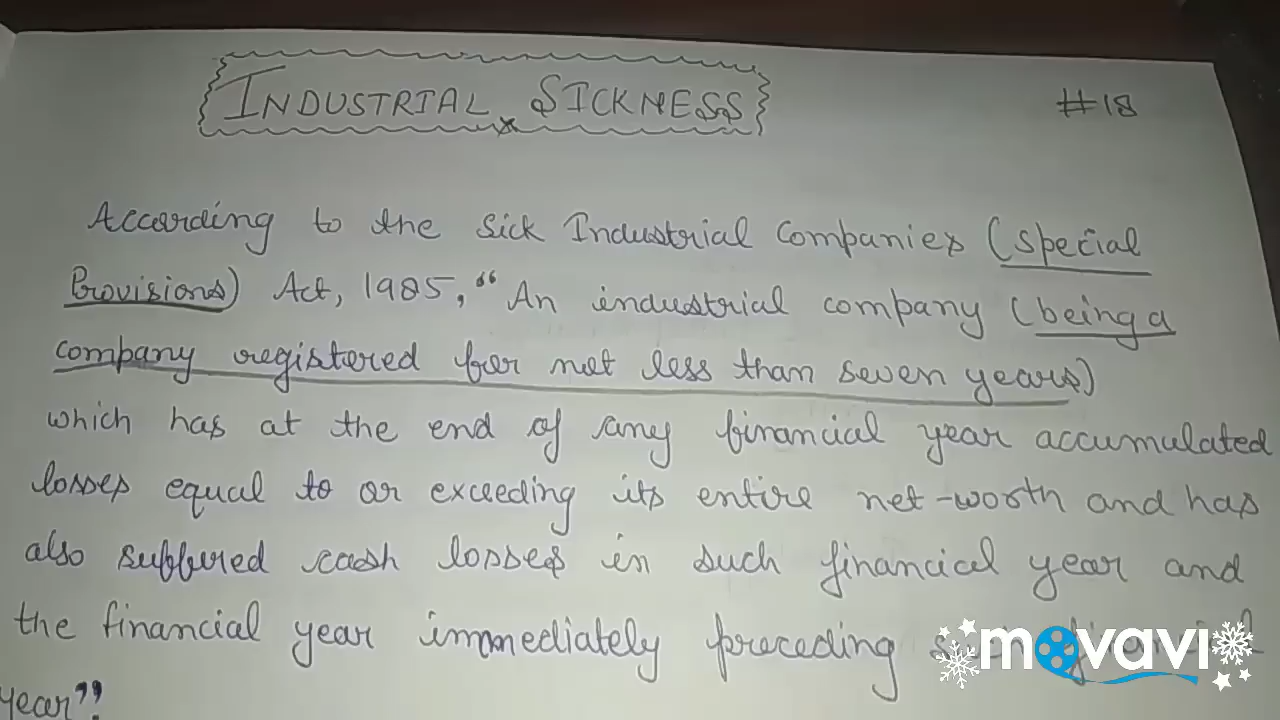 INDUSTRIAL SICKNESS
#18
According to the Sick Industrial Companies (Special
Provisions) Act, 1985, "An industrial company (being a
company registered for not less than seven years)
which has at the end of any financial year accumulated
losses equal to or exceeding its entire net-worth and has
also suffured cash losses in such financial year and
the financial year immediately preceding such financial
year".
movavi